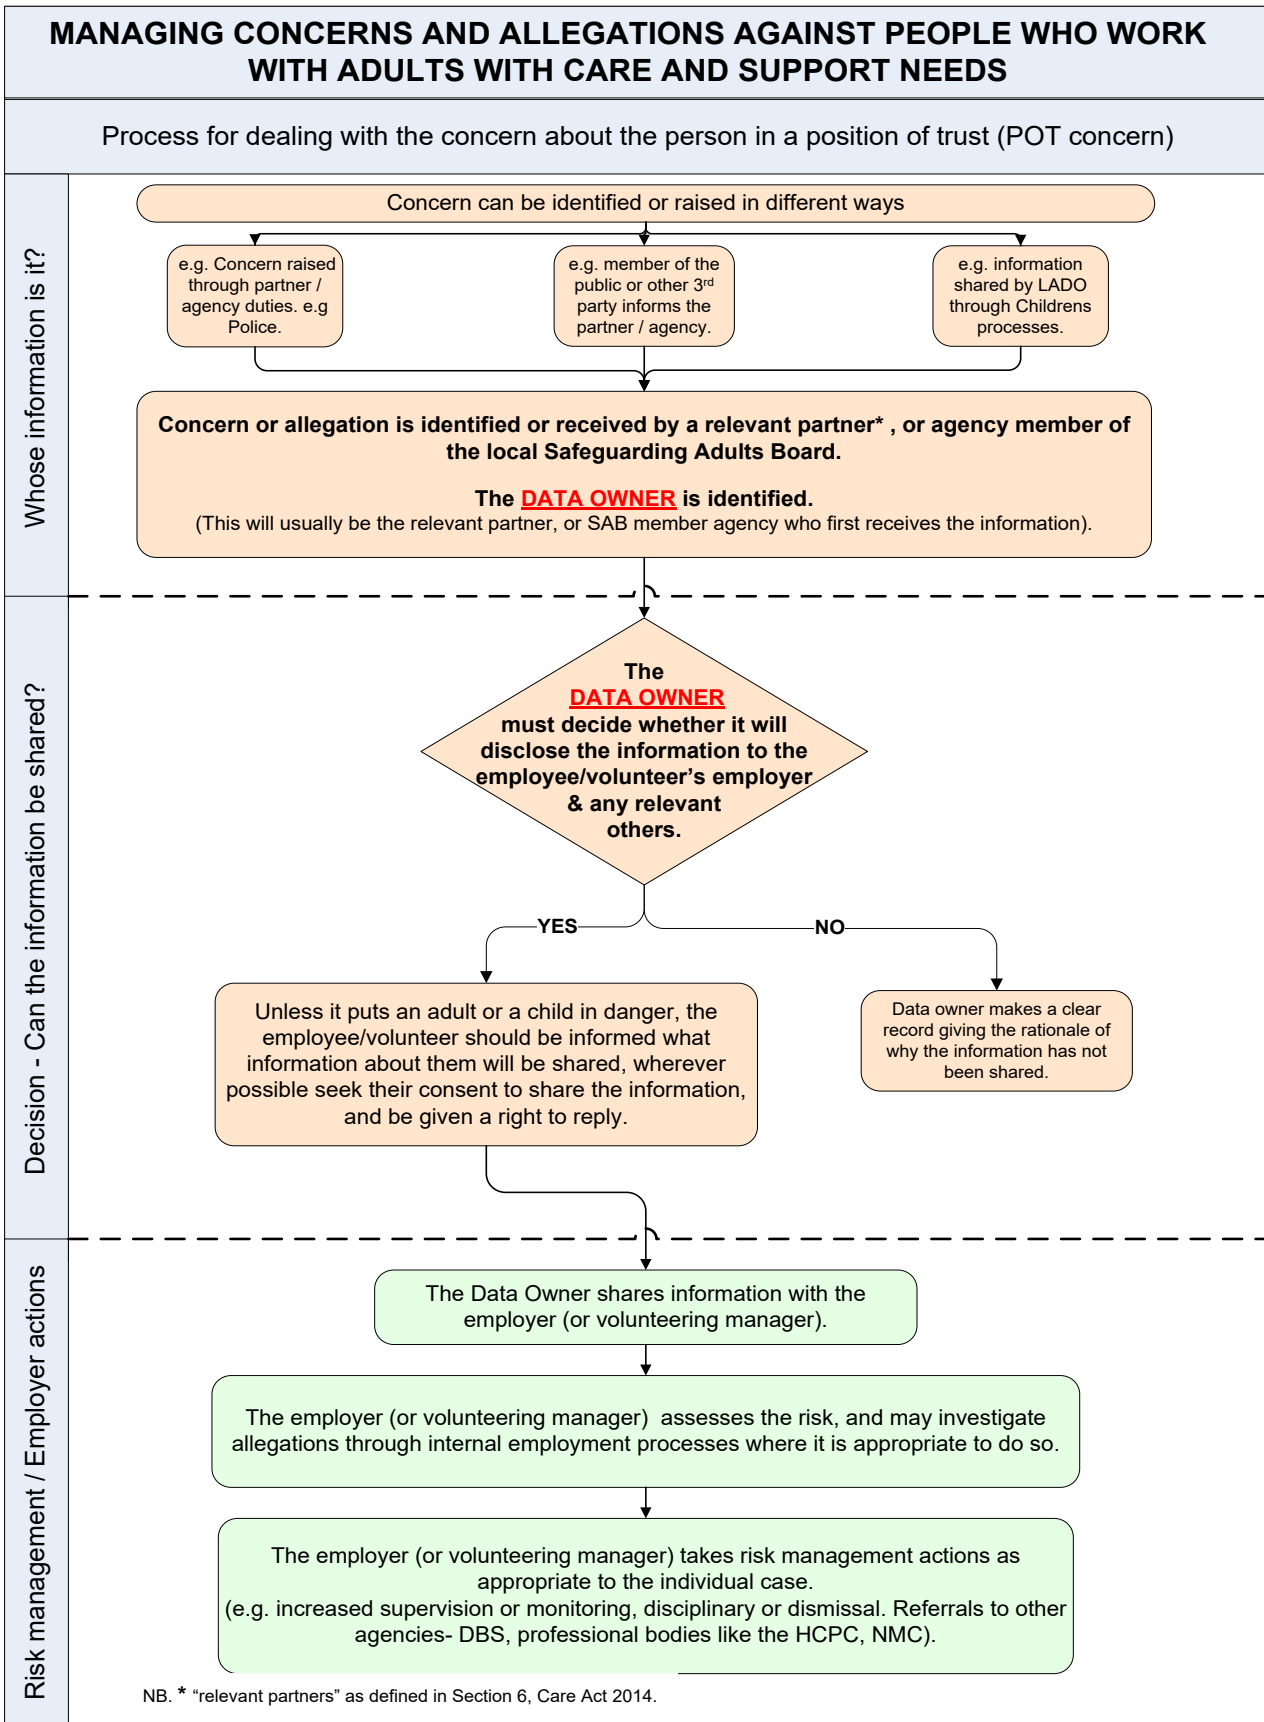 MANAGING CONCERNS AND ALLEGATIONS AGAINST PEOPLE WHO WORK
WITH ADULTS WITH CARE AND SUPPORT NEEDS
Process for dealing with the concern about the person in a position of trust (POT concern)
Whose information is it?
Concern can be identified or raised in different ways
e.g. Concern raised
through partner /
agency duties. e.g
Police.
e.g. member of the
public or other 3rd
party informs the
partner / agency.
e.g. information
shared by LADO
through Childrens
processes.
Concern or allegation is identified or received by a relevant partner* , or agency member of
the local Safeguarding Adults Board.
The DATA OWNER is identified.
(This will usually be the relevant partner, or SAB member agency who first receives the information).
Decision - Can the information be shared?
The
DATA OWNER
must decide whether it will
disclose the information to the
employee/volunteer’s employer
& any relevant
others.
YES
NO
Unless it puts an adult or a child in danger, the
employee/volunteer should be informed what
information about them will be shared, wherever
possible seek their consent to share the information,
and be given a right to reply.
Data owner makes a clear
record giving the rationale of
why the information has not
been shared.
Risk management / Employer actions
The Data Owner shares information with the
employer (or volunteering manager).
The employer (or volunteering manager)  assesses the risk, and may investigate
allegations through internal employment processes where it is appropriate to do so.
The employer (or volunteering manager) takes risk management actions as
appropriate to the individual case.
(e.g. increased supervision or monitoring, disciplinary or dismissal. Referrals to other
agencies- DBS, professional bodies like the HCPC, NMC).
NB. * “relevant partners” as defined in Section 6, Care Act 2014.